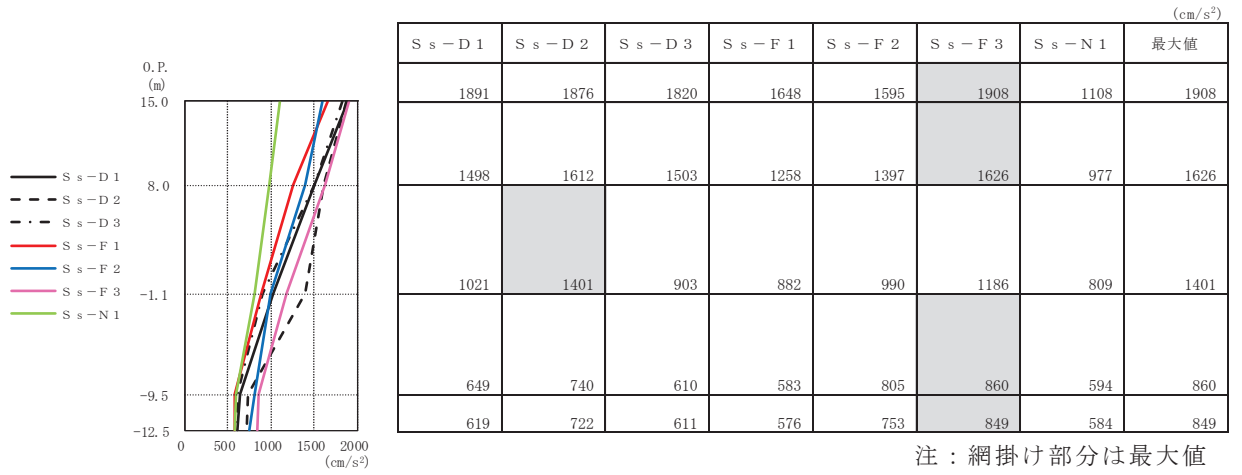 (cm/s²)
Ｓｓ－Ｄ１ Ｓｓ－Ｄ２ Ｓｓ－Ｄ３ Ｓｓ－Ｆ１ Ｓｓ－Ｆ２ Ｓｓ－Ｆ３ Ｓｓ－Ｎ１ 最大値
1891 1876 1820 1648 1595 1908 1108 1908
1498 1612 1503 1258 1397 1626 977 1626
1021 1401 903 882 990 1186 809 1401
649 740 610 583 805 860 594 860
619 722 611 576 753 849 584 849
O.P.
(m)
15.0
8.0
-1.1
-9.5
-12.5
0 500 1000 1500 2000
(cm/s²)
Ｓｓ－Ｄ１
Ｓｓ－Ｄ２
Ｓｓ－Ｄ３
Ｓｓ－Ｆ１
Ｓｓ－Ｆ２
Ｓｓ－Ｆ３
Ｓｓ－Ｎ１
注：網掛け部分は最大値